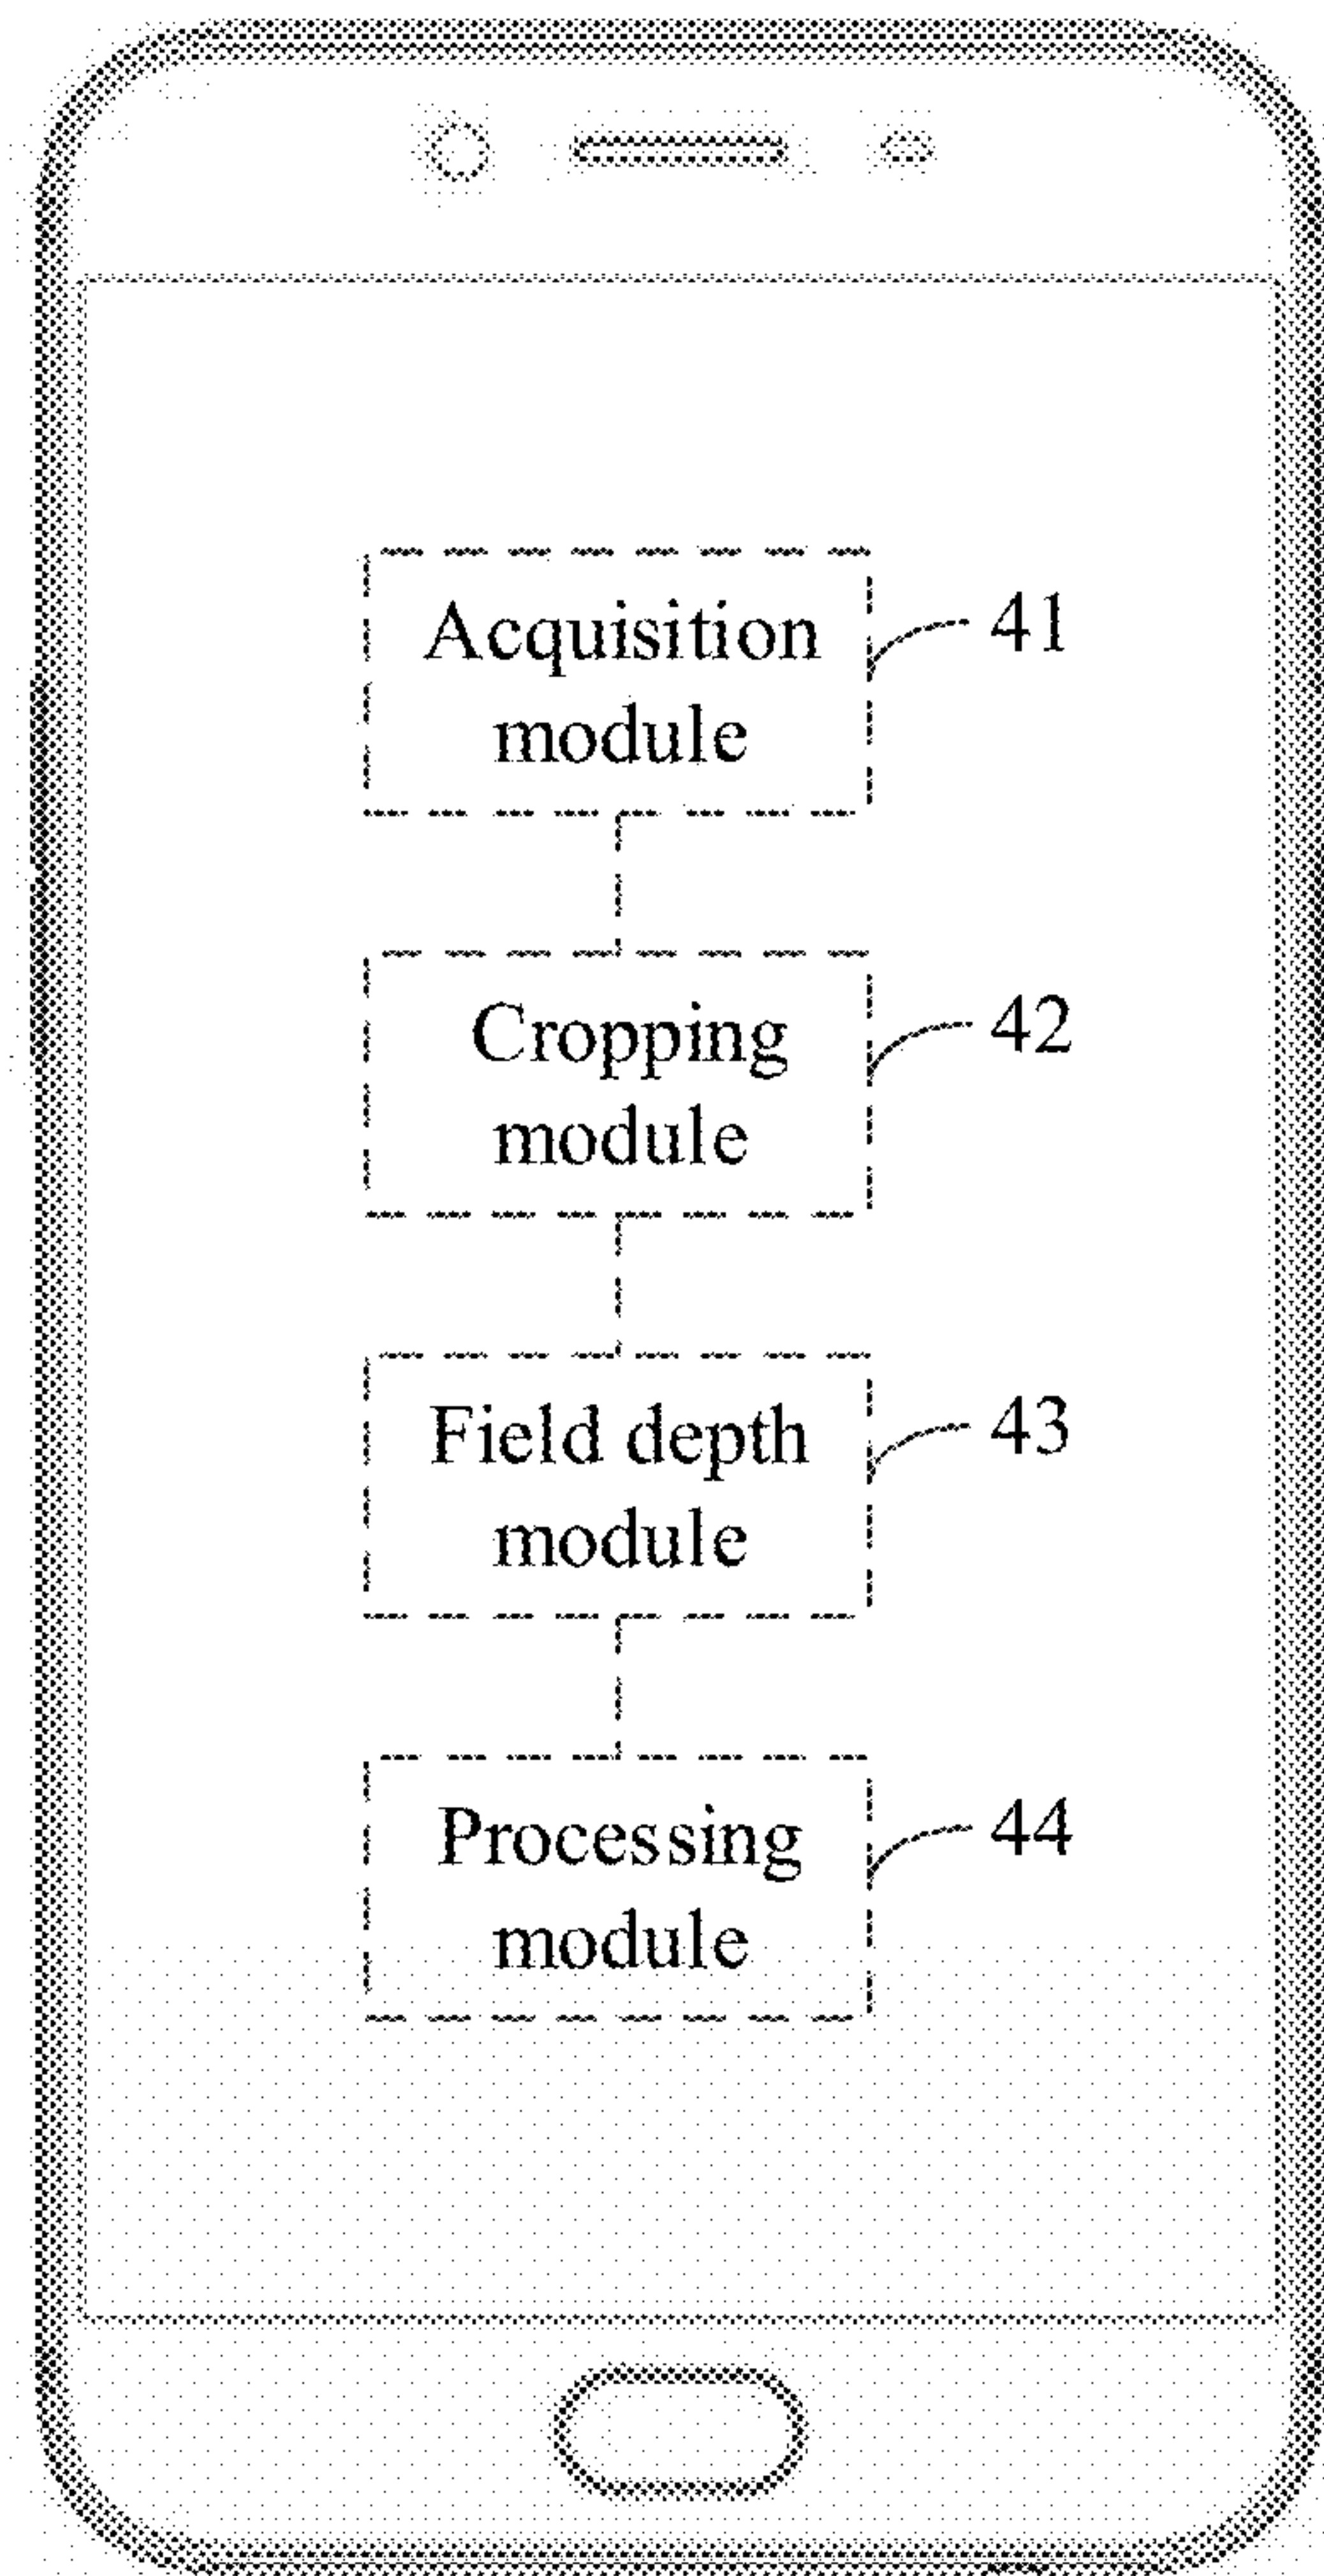 Acquisition
module
41
Cropping
module
42
Field depth
module
43
Processing
module
44